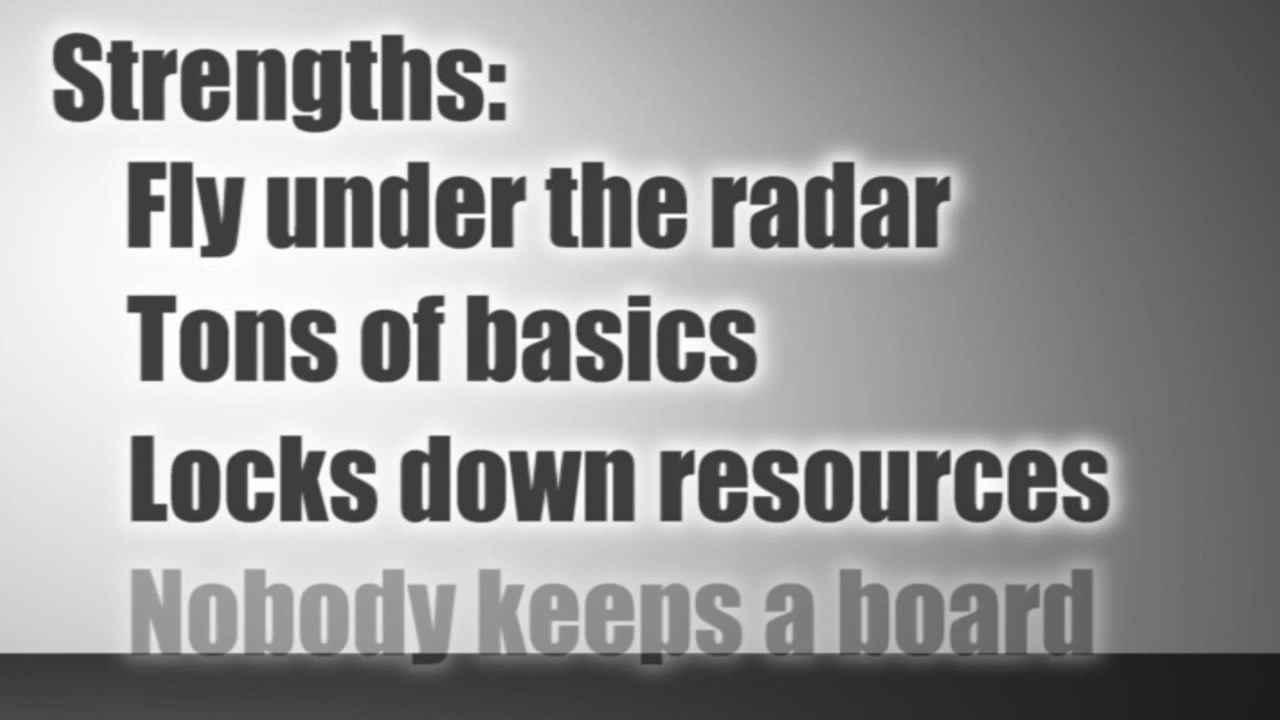 Strengths:
Fly under the radar
Tons of basics
Locks down resources
Nobody keeps a board